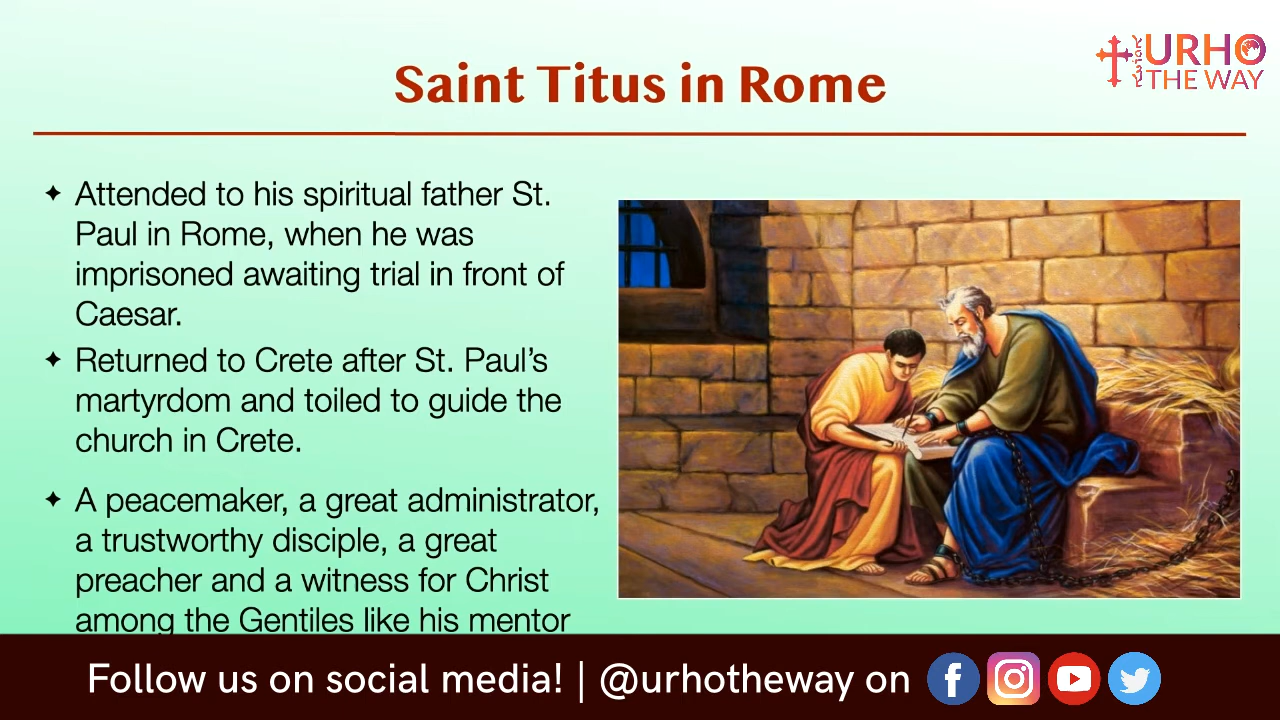 Saint Titus in Rome
URHO
THE WAY
✦ Attended to his spiritual father St.
Paul in Rome, when he was
imprisoned awaiting trial in front of
Caesar.
✦ Returned to Crete after St. Paul’s
martyrdom and toiled to guide the
church in Crete.
✦ A peacemaker, a great administrator,
a trustworthy disciple, a great
preacher and a witness for Christ
among the Gentiles like his mentor
Follow us on social media! | @urhotheway on